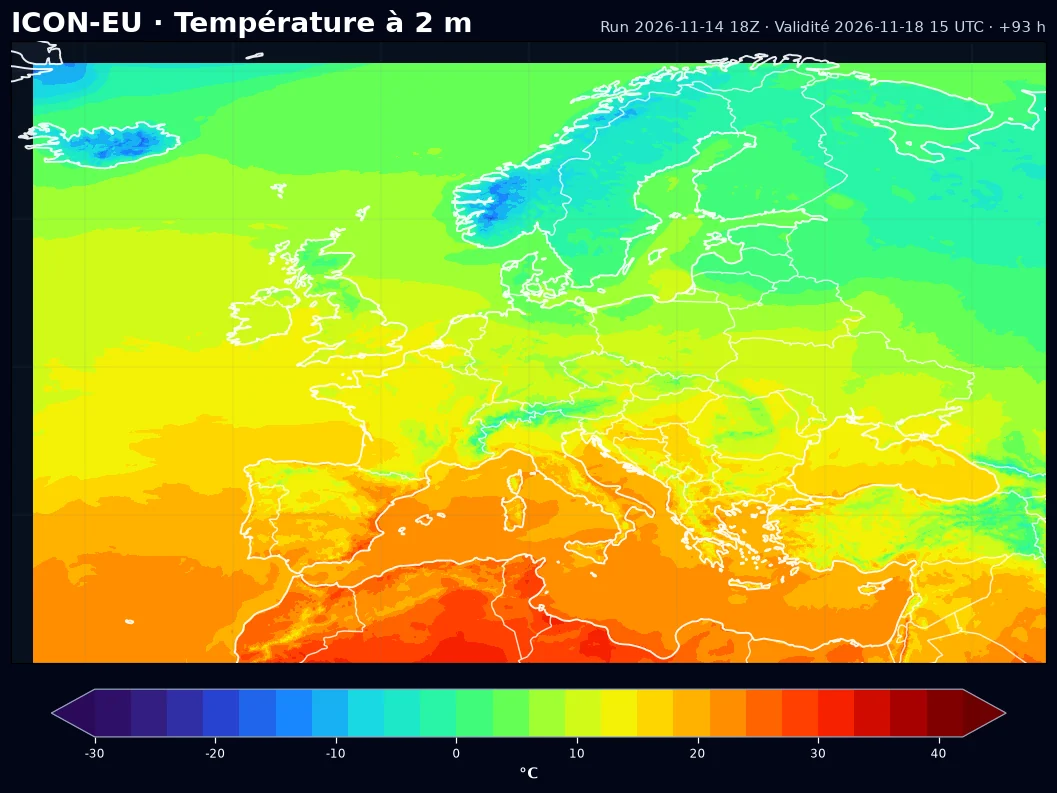 ICON-EU · Température à 2 m
Run 2026-11-14 18Z · Validité 2026-11-18 15 UTC · +93 h
-30 -20 -10 0 10 20 30 40
°C